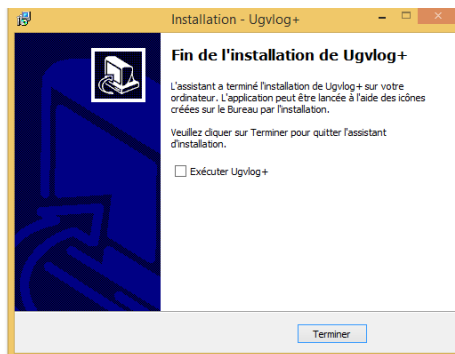 Installation - Ugvlog+
Fin de l'installation de Ugvlog+
L'assistant a terminé l'installation de Ugvlog+ sur votre
ordinateur. L'application peut être lancée à l'aide des icônes
créées sur le Bureau par l'installation.
Veuillez cliquer sur Terminer pour quitter l'assistant
d'installation.
Exécuter Ugvlog+
Terminer